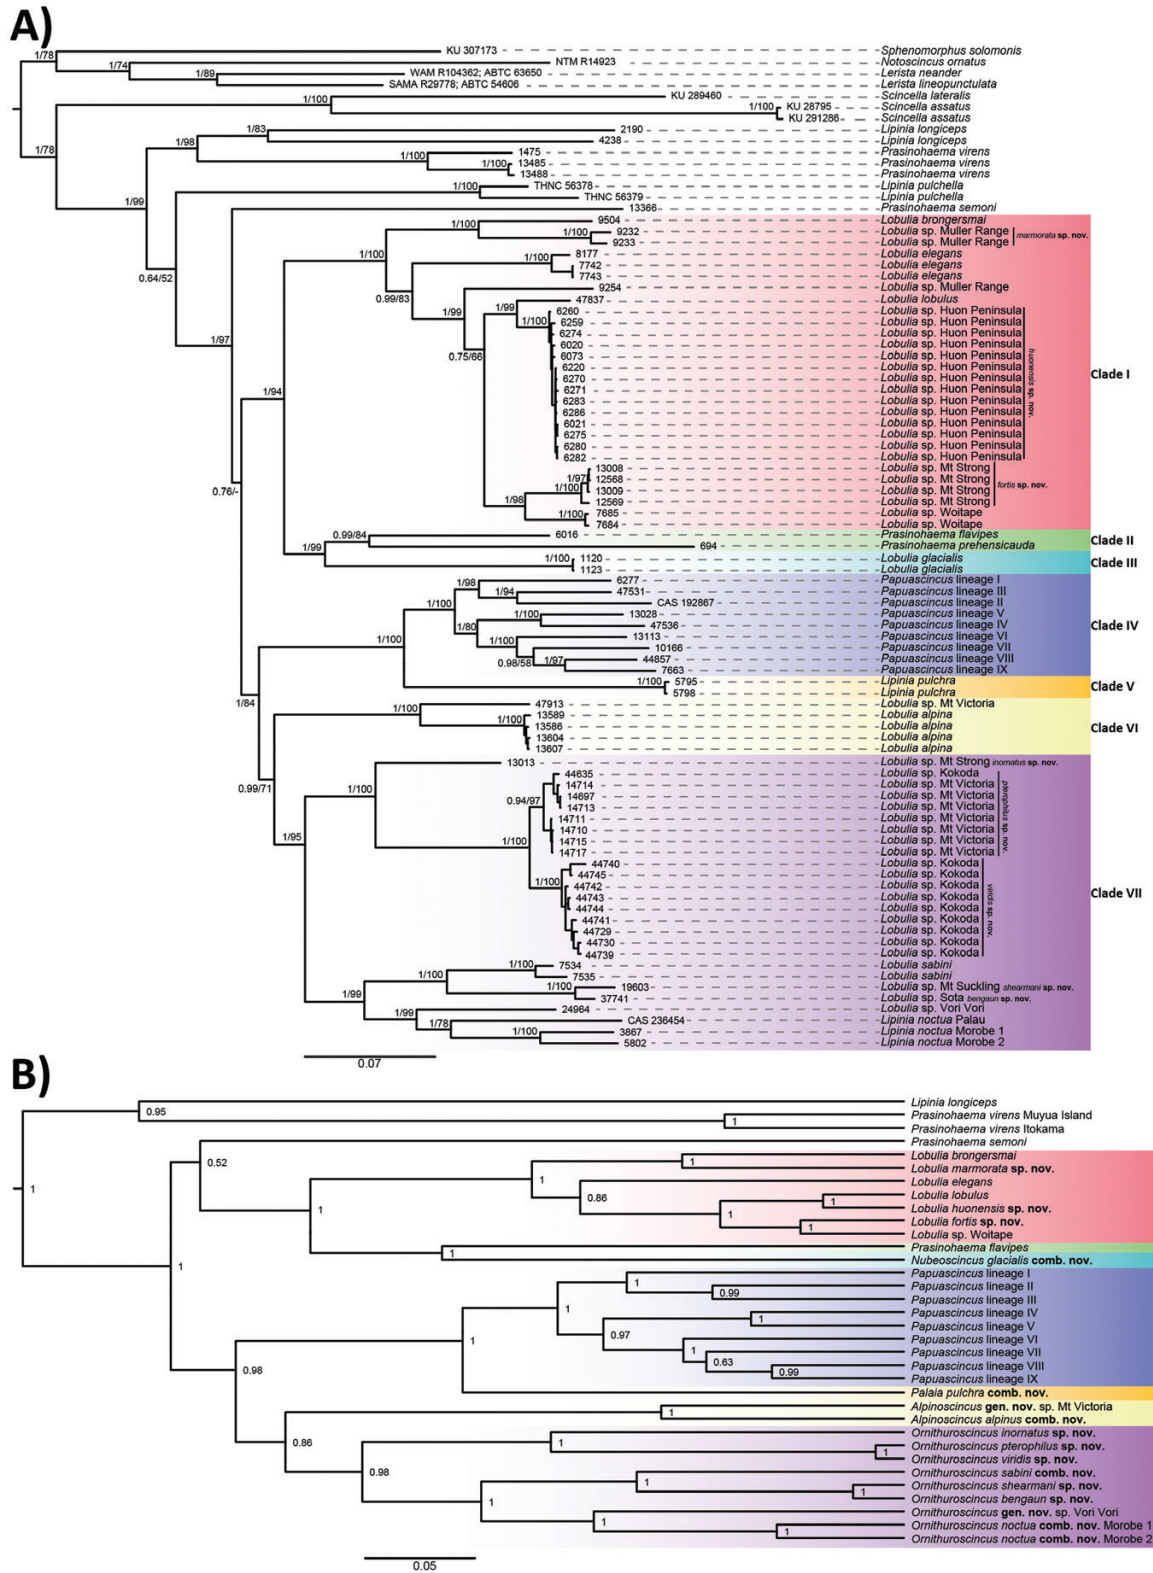 A)
1/78
KU 307173 Sphenomorphus solomonis
1/74
NTM R14923 Notoscincus ornatus
1/89
WAM R104362; ABTC 63650 Lerista neander
SAMA R29778; ABTC 54606 Lerista lineopunctulata
1/78
1/100
KU 289460 Scincella lateralis
1/100
KU 28795 Scincella assatus
KU 291286 Scincella assatus
1/99
1/98
1/83
2190 Lipinia longiceps
4238 Lipinia longiceps
1/100
1475 Prasinohaema virens
1/100
13485 Prasinohaema virens
13488 Prasinohaema virens
0.64/52
1/100
THNC 56378 Lipinia pulchella
THNC 56379 Lipinia pulchella
1/97
13366 Prasinohaema semoni
0.76/-
1/94
1/100
1/100
9504 Lobulia brongersmai
1/100
9232 Lobulia sp. Muller Range
9233 Lobulia sp. Muller Range
marmorata sp. nov.
0.99/83
1/100
8177 Lobulia elegans
7742 Lobulia elegans
7743 Lobulia elegans
1/99
9254 Lobulia sp. Muller Range
0.75/66
1/99
47837 Lobulia lobulus
1/100
6260 Lobulia sp. Huon Peninsula
6259 Lobulia sp. Huon Peninsula
6274 Lobulia sp. Huon Peninsula
6020 Lobulia sp. Huon Peninsula
6073 Lobulia sp. Huon Peninsula
6220 Lobulia sp. Huon Peninsula
6270 Lobulia sp. Huon Peninsula
6271 Lobulia sp. Huon Peninsula
6283 Lobulia sp. Huon Peninsula
6286 Lobulia sp. Huon Peninsula
6021 Lobulia sp. Huon Peninsula
6275 Lobulia sp. Huon Peninsula
6280 Lobulia sp. Huon Peninsula
6282 Lobulia sp. Huon Peninsula
huonensis sp. nov.
Clade I
1/98
1/100
1/97
13008 Lobulia sp. Mt Strong
12568 Lobulia sp. Mt Strong
13009 Lobulia sp. Mt Strong
12569 Lobulia sp. Mt Strong
fortis sp. nov.
1/100
7685 Lobulia sp. Woitape
7684 Lobulia sp. Woitape
1/99
0.99/84
6016 Prasinohaema flavipes
694 Prasinohaema prehensicauda
Clade II
1/100
1120 Lobulia glacialis
1123 Lobulia glacialis
Clade III
1/84
1/100
1/100
1/98
6277 Papuascincus lineage I
1/94
47531 Papuascincus lineage III
CAS 192867 Papuascincus lineage II
1/80
1/100
13028 Papuascincus lineage V
47536 Papuascincus lineage IV
1/100
13113 Papuascincus lineage VI
0.98/58
10166 Papuascincus lineage VII
1/97
44857 Papuascincus lineage VIII
7663 Papuascincus lineage IX
Clade IV
1/100
5795 Lipinia pulchra
5798 Lipinia pulchra
Clade V
0.99/71
1/100
47913 Lobulia sp. Mt Victoria
1/100
13589 Lobulia alpina
13586 Lobulia alpina
13604 Lobulia alpina
13607 Lobulia alpina
Clade VI
1/95
1/100
13013 Lobulia sp. Mt Strong inornatus sp. nov.
1/100
0.94/97
44635 Lobulia sp. Kokoda
14714 Lobulia sp. Mt Victoria
14697 Lobulia sp. Mt Victoria
14713 Lobulia sp. Mt Victoria
14711 Lobulia sp. Mt Victoria
14710 Lobulia sp. Mt Victoria
14715 Lobulia sp. Mt Victoria
14717 Lobulia sp. Mt Victoria
pterophilus sp. nov.
1/100
44740 Lobulia sp. Kokoda
44745 Lobulia sp. Kokoda
44742 Lobulia sp. Kokoda
44743 Lobulia sp. Kokoda
44744 Lobulia sp. Kokoda
44741 Lobulia sp. Kokoda
44729 Lobulia sp. Kokoda
44730 Lobulia sp. Kokoda
44739 Lobulia sp. Kokoda
viridis sp. nov.
Clade VII
1/99
1/100
1/100
7534 Lobulia sabini
7535 Lobulia sabini
1/100
19603 Lobulia sp. Mt Suckling shearmani sp. nov.
37741 Lobulia sp. Sota bengaun sp. nov.
1/99
24964 Lobulia sp. Vori Vori
1/78
CAS 236454 Lipinia noctua Palau
1/100
3867 Lipinia noctua Morobe 1
5802 Lipinia noctua Morobe 2
0.07
B)
1
0.95
Lipinia longiceps
1
Prasinohaema virens Muyua Island
Prasinohaema virens Itokama
1
0.52
Prasinohaema semoni
1
1
1
Lobulia brongersmai
Lobulia marmorata sp. nov.
0.86
Lobulia elegans
1
1
Lobulia lobulus
Lobulia huonensis sp. nov.
1
Lobulia fortis sp. nov.
Lobulia sp. Woitape
1
Prasinohaema flavipes
Nubeoscincus glacialis comb. nov.
0.98
1
1
1
Papuascincus lineage I
0.99
Papuascincus lineage II
Papuascincus lineage III
0.97
1
Papuascincus lineage IV
Papuascincus lineage V
1
Papuascincus lineage VI
0.63
Papuascincus lineage VII
0.99
Papuascincus lineage VIII
Papuascincus lineage IX
Palaia pulchra comb. nov.
0.86
1
Alpinoscincus gen. nov. sp. Mt Victoria
Alpinoscincus alpinus comb. nov.
0.98
1
Ornithuroscincus inornatus sp. nov.
1
Ornithuroscincus pterophilus sp. nov.
Ornithuroscincus viridis sp. nov.
1
1
Ornithuroscincus sabini comb. nov.
1
Ornithuroscincus shearmani sp. nov.
Ornithuroscincus bengaun sp. nov.
1
Ornithuroscincus gen. nov. sp. Vori Vori
1
Ornithuroscincus noctua comb. nov. Morobe 1
Ornithuroscincus noctua comb. nov. Morobe 2
0.05